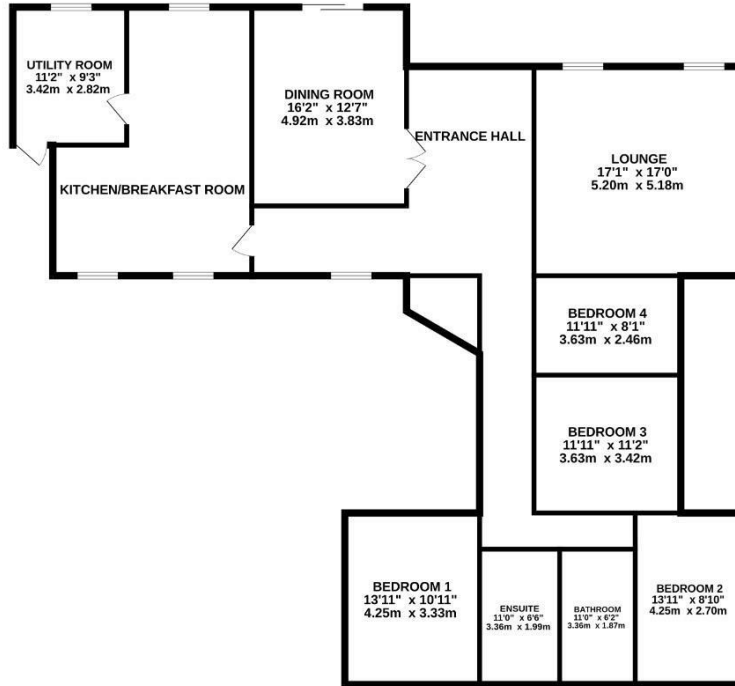 UTILITY ROOM
11'2" x 9'3"
3.42m x 2.82m
DINING ROOM
16'2" x 12'7"
4.92m x 3.83m
ENTRANCE HALL
LOUNGE
17'1" x 17'0"
5.20m x 5.18m
KITCHEN/BREAKFAST ROOM
BEDROOM 4
11'11" x 8'1"
3.63m x 2.46m
BEDROOM 3
11'11" x 11'2"
3.63m x 3.42m
BEDROOM 1
13'11" x 10'11"
4.25m x 3.33m
ENSUITE
11'0" x 6'6"
3.36m x 1.99m
BATHROOM
11'0" x 6'2"
3.36m x 1.87m
BEDROOM 2
13'11" x 8'10"
4.25m x 2.70m